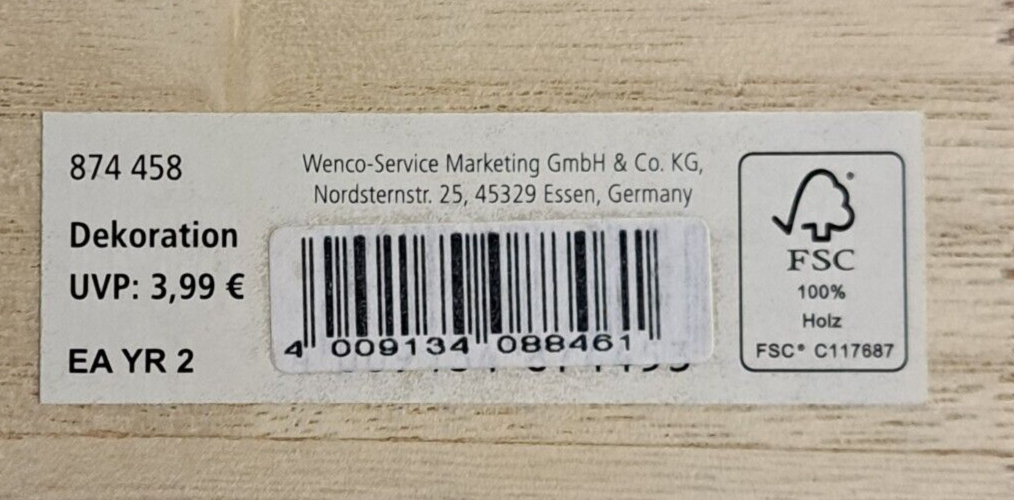 874 458
Dekoration
UVP: 3,99 €
EA YR 2
Wenco-Service Marketing GmbH & Co. KG,
Nordsternstr. 25, 45329 Essen, Germany
4 009134 088461
FSC®
100%
Holz
FSC® C117687